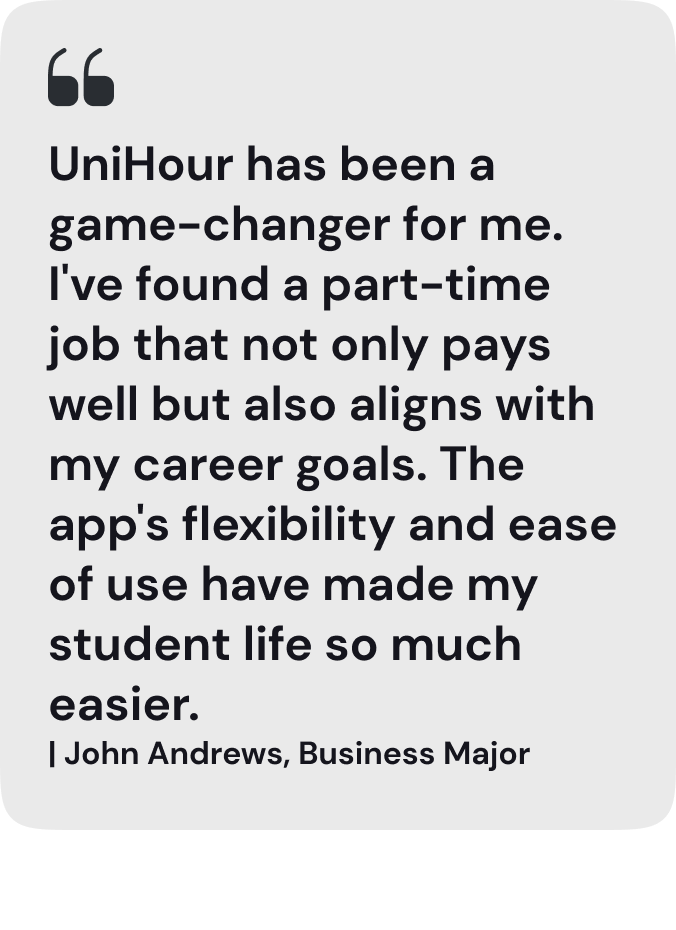 UniHour has been a
game-changer for me.
I've found a part-time
job that not only pays
well but also aligns with
my career goals. The
app's flexibility and ease
of use have made my
student life so much
easier.
| John Andrews, Business Major